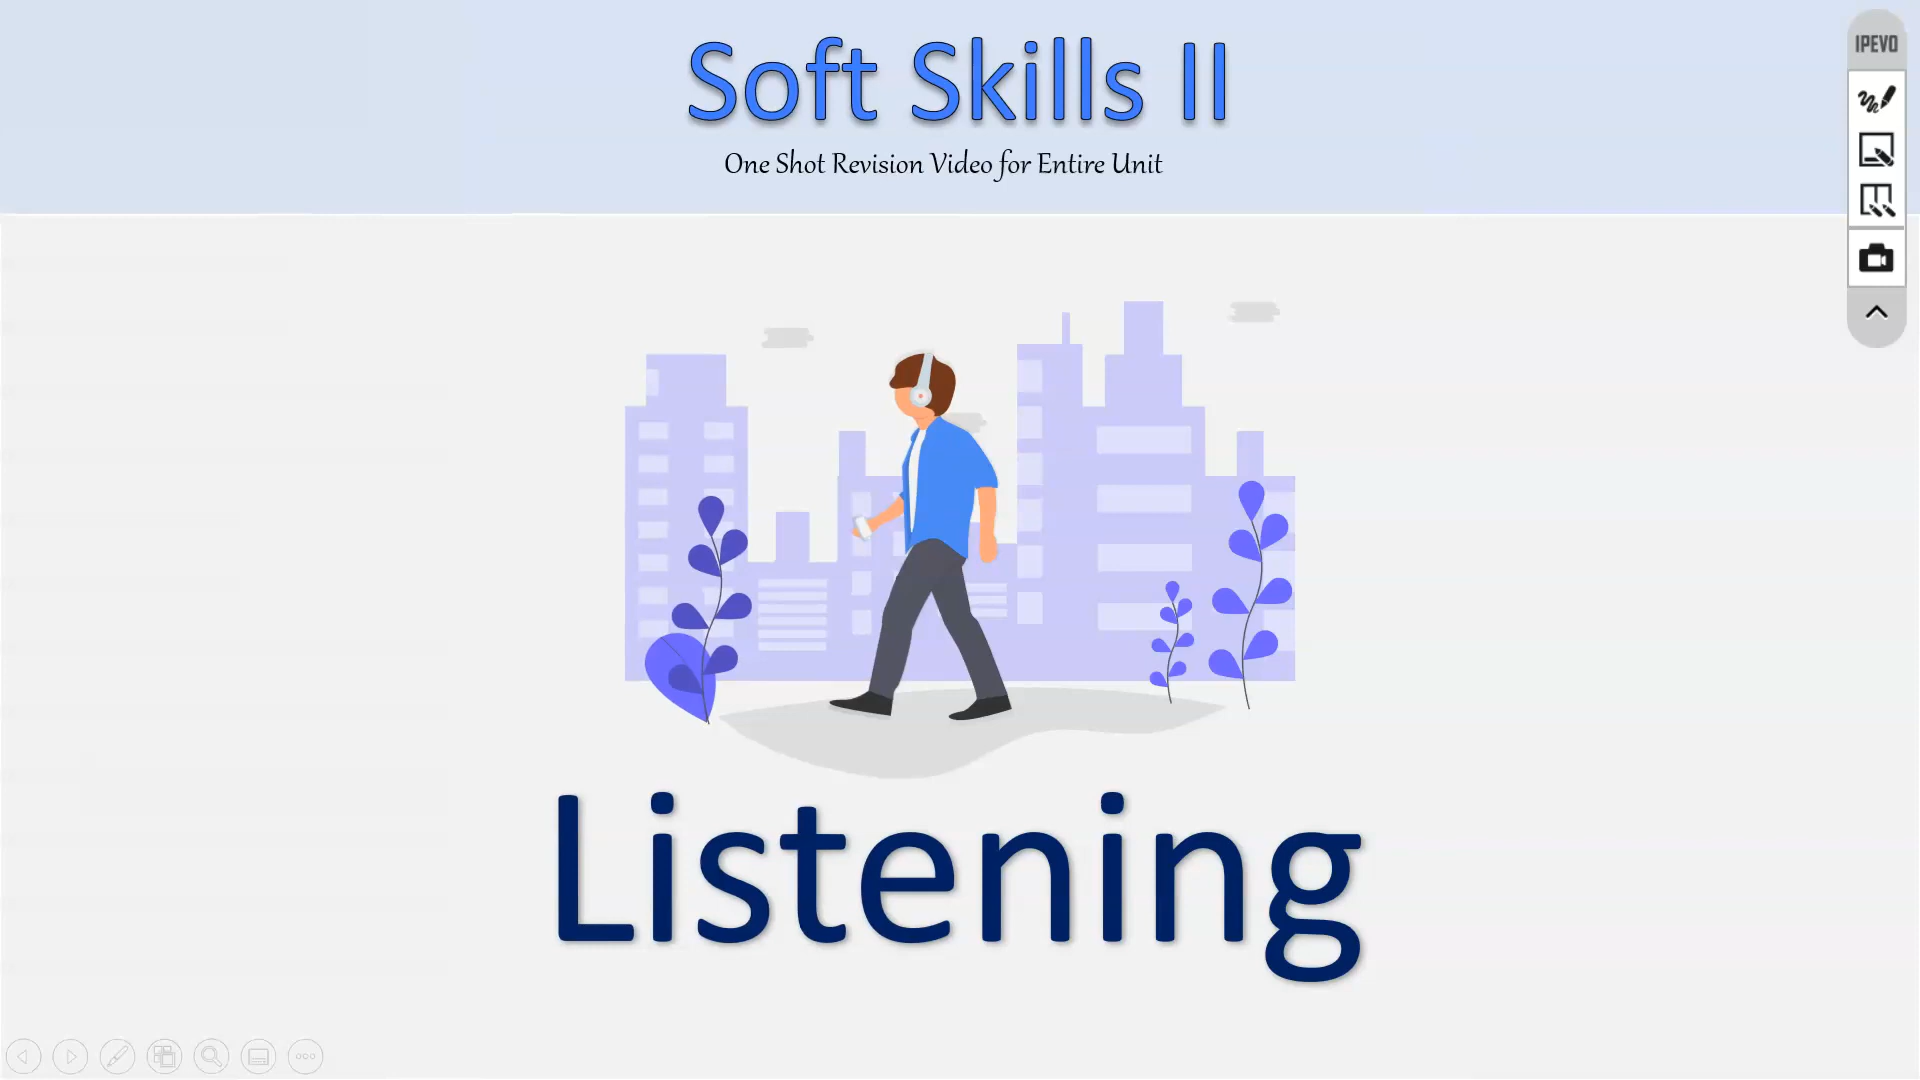 Soft Skills II
One Shot Revision Video for Entire Unit
IPEVO
Listening